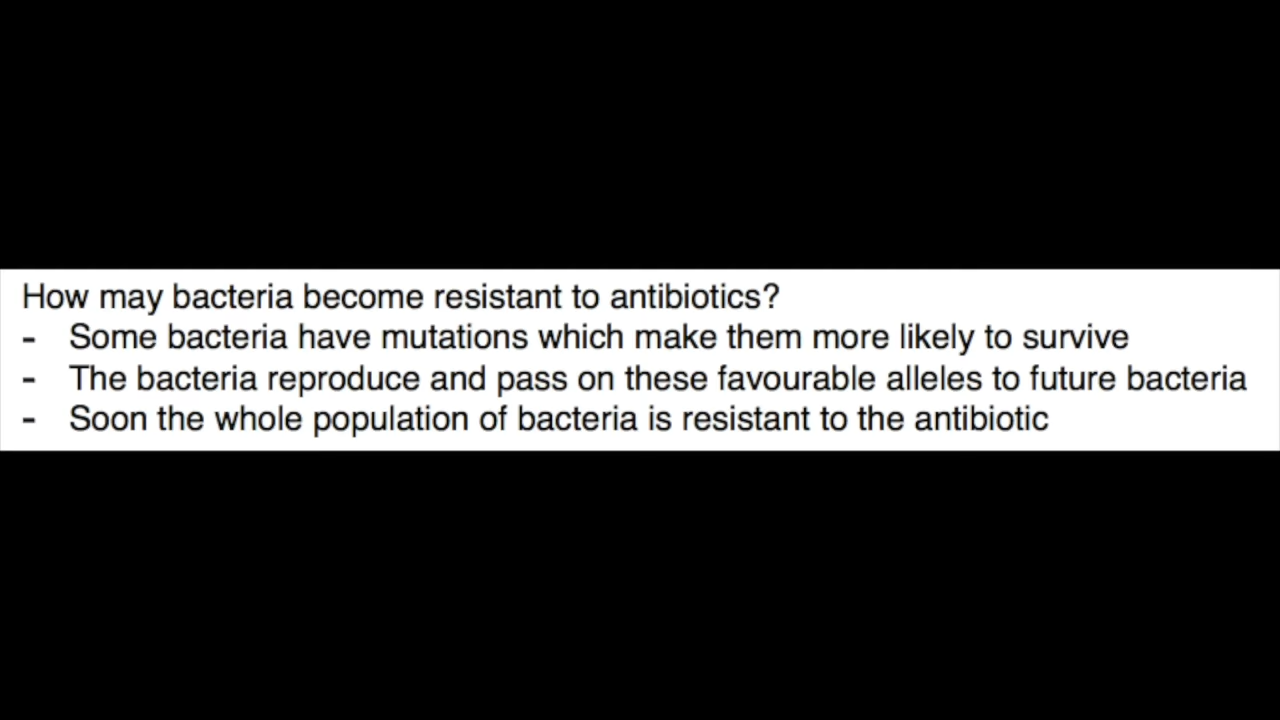 How may bacteria become resistant to antibiotics?
- Some bacteria have mutations which make them more likely to survive
- The bacteria reproduce and pass on these favourable alleles to future bacteria
- Soon the whole population of bacteria is resistant to the antibiotic